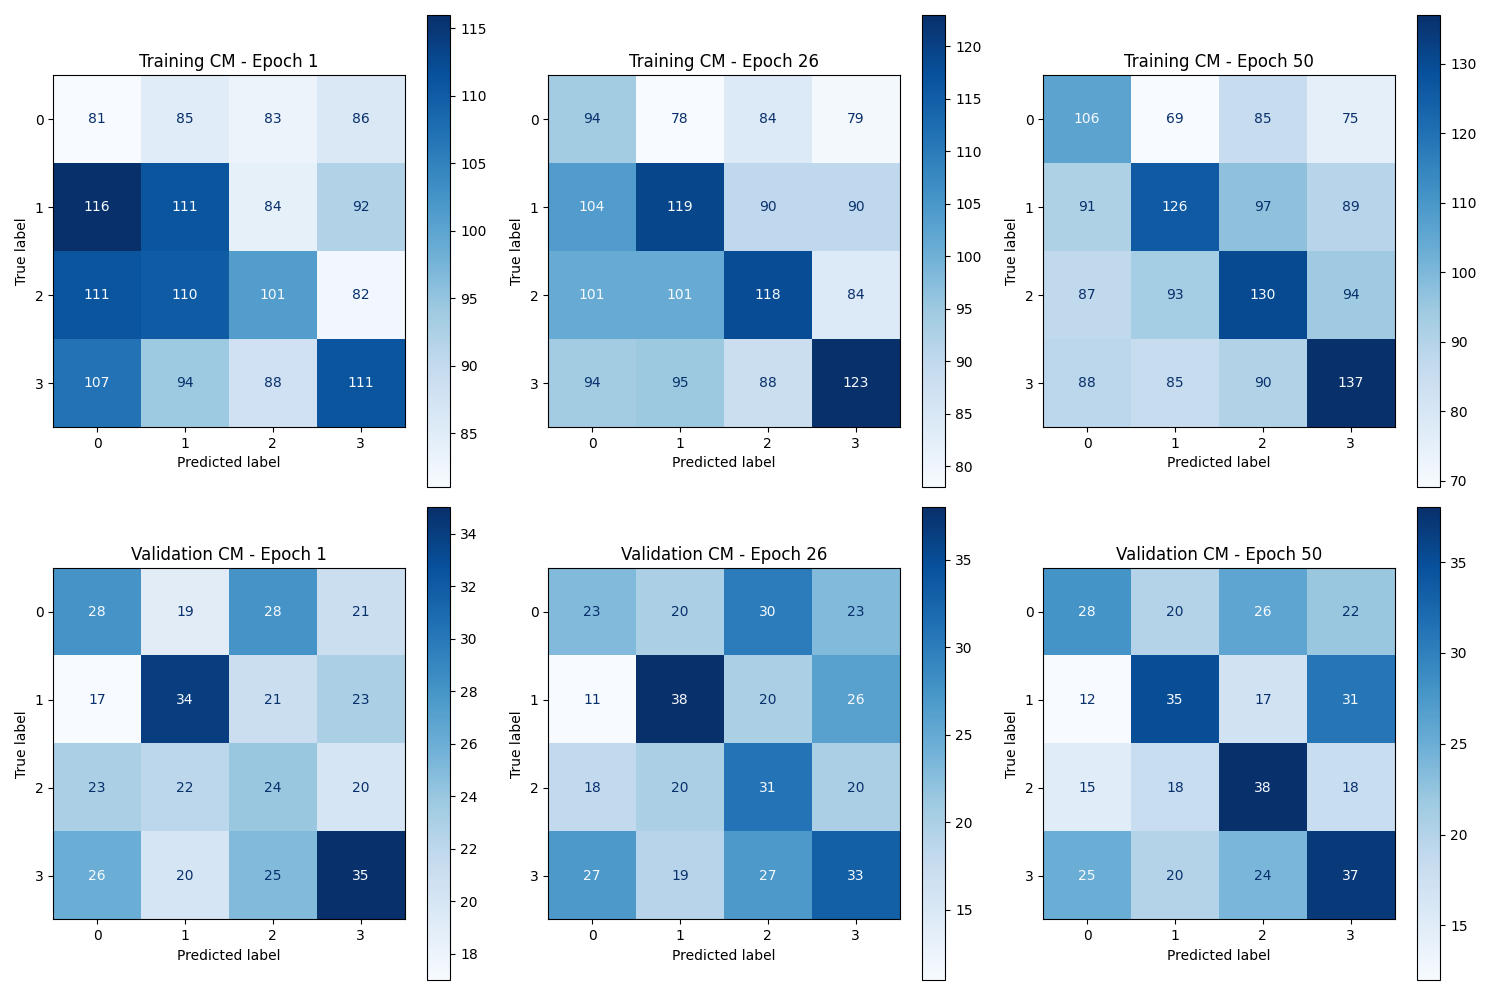 Training CM - Epoch 1
0 81 85 83 86
1 116 111 84 92
2 111 110 101 82
3 107 94 88 111
0 1 2 3
Predicted label
True label
115
110
105
100
95
90
85
Training CM - Epoch 26
0 94 78 84 79
1 104 119 90 90
2 101 101 118 84
3 94 95 88 123
0 1 2 3
Predicted label
True label
120
115
110
105
100
95
90
85
80
Training CM - Epoch 50
0 106 69 85 75
1 91 126 97 89
2 87 93 130 94
3 88 85 90 137
0 1 2 3
Predicted label
True label
130
120
110
100
90
80
70
Validation CM - Epoch 1
0 28 19 28 21
1 17 34 21 23
2 23 22 24 20
3 26 20 25 35
0 1 2 3
Predicted label
True label
34
32
30
28
26
24
22
20
18
Validation CM - Epoch 26
0 23 20 30 23
1 11 38 20 26
2 18 20 31 20
3 27 19 27 33
0 1 2 3
Predicted label
True label
35
30
25
20
15
Validation CM - Epoch 50
0 28 20 26 22
1 12 35 17 31
2 15 18 38 18
3 25 20 24 37
0 1 2 3
Predicted label
True label
35
30
25
20
15